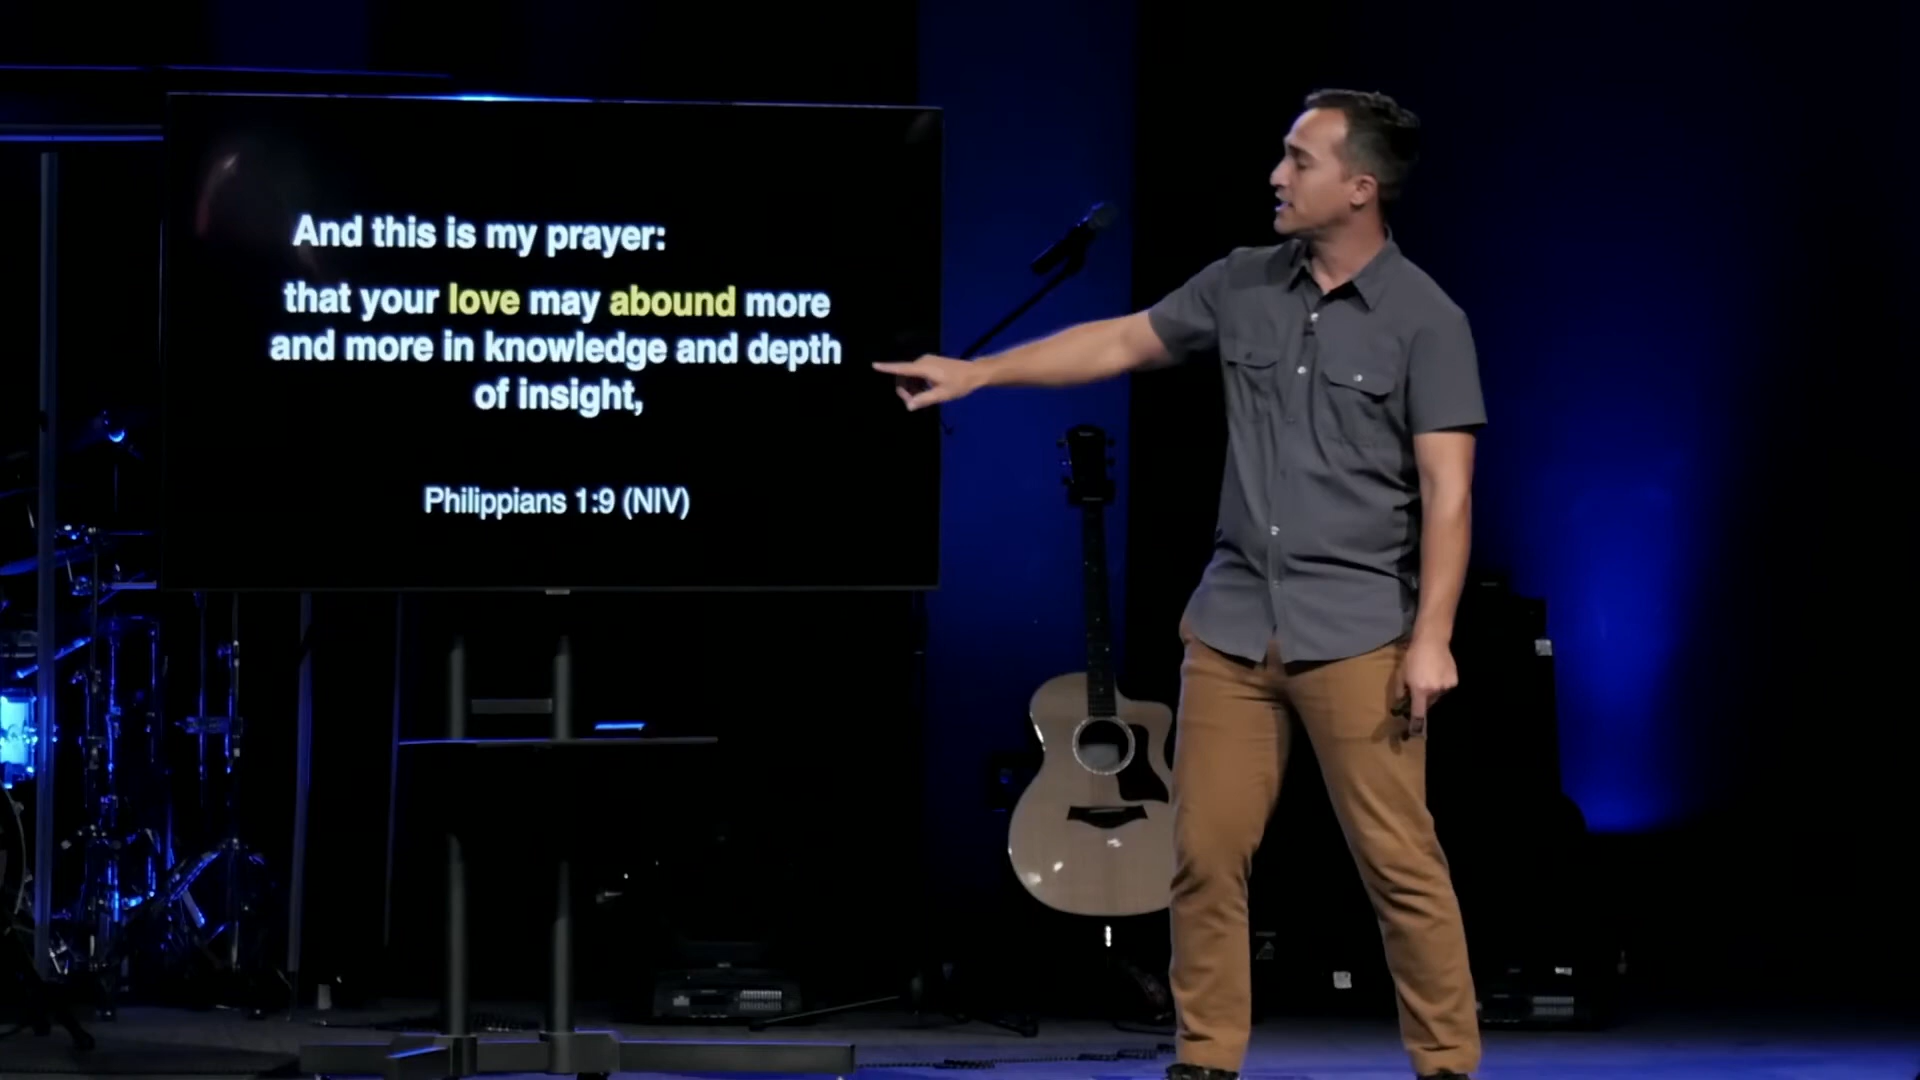 And this is my prayer:
that your love may abound more
and more in knowledge and depth
of insight,
Philippians 1:9 (NIV)